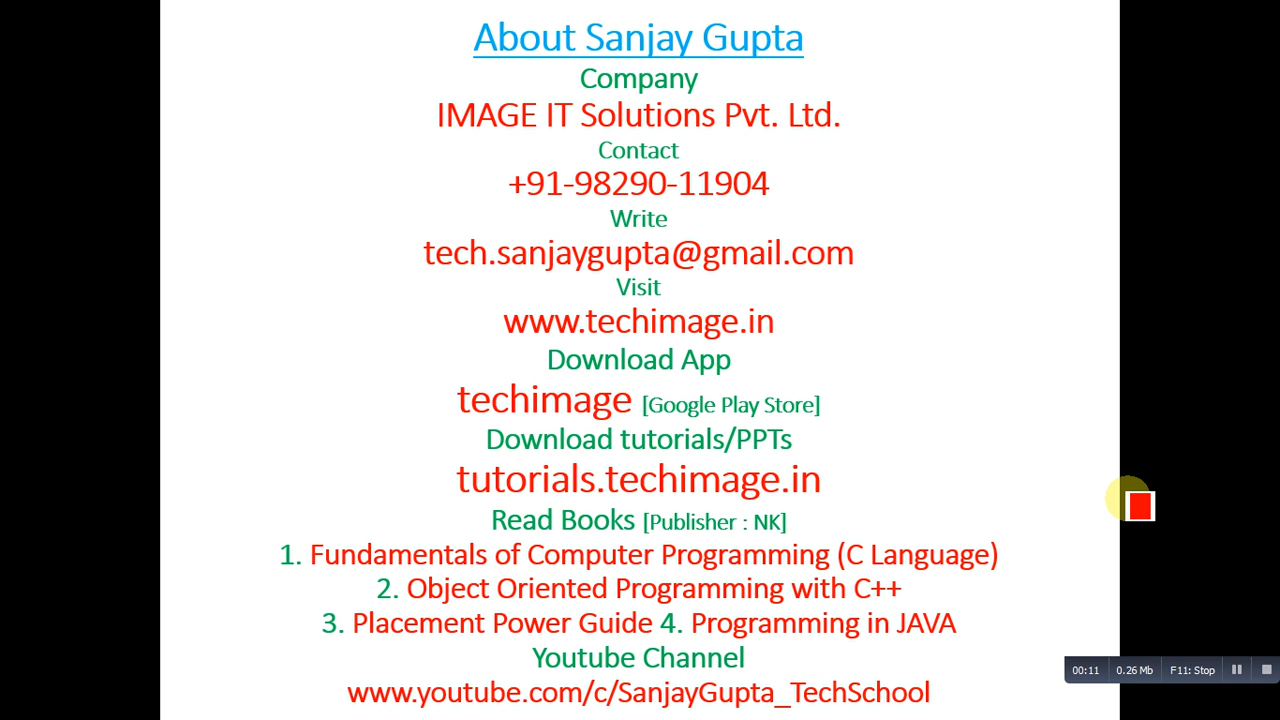 About Sanjay Gupta
Company
IMAGE IT Solutions Pvt. Ltd.
Contact
+91-98290-11904
Write
tech.sanjaygupta@gmail.com
Visit
www.techimage.in
Download App
techimage [Google Play Store]
Download tutorials/PPTs
tutorials.techimage.in
Read Books [Publisher : NK]
1. Fundamentals of Computer Programming (C Language)
2. Object Oriented Programming with C++
3. Placement Power Guide 4. Programming in JAVA
Youtube Channel
www.youtube.com/c/SanjayGupta_TechSchool
00:11 0.26 Mb F11: Stop